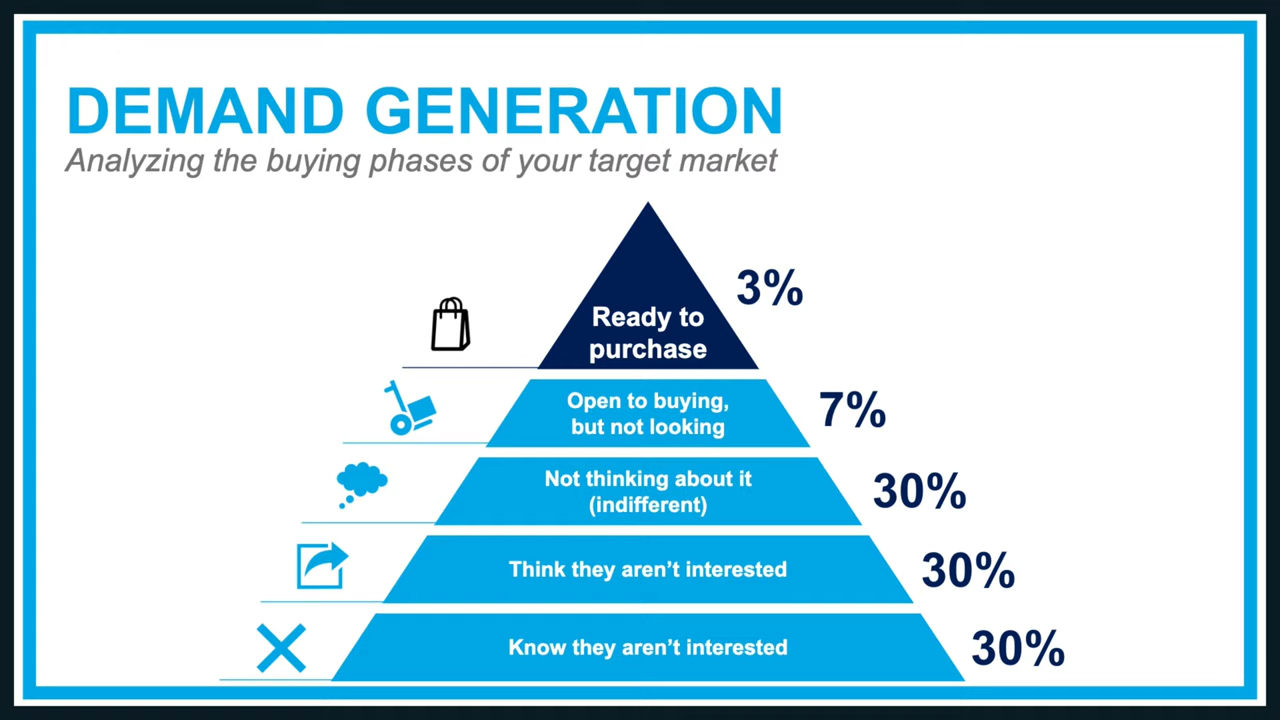 DEMAND GENERATION
Analyzing the buying phases of your target market
Ready to
purchase
3%
Open to buying,
but not looking
7%
Not thinking about it
(indifferent)
30%
Think they aren’t interested
30%
Know they aren’t interested
30%